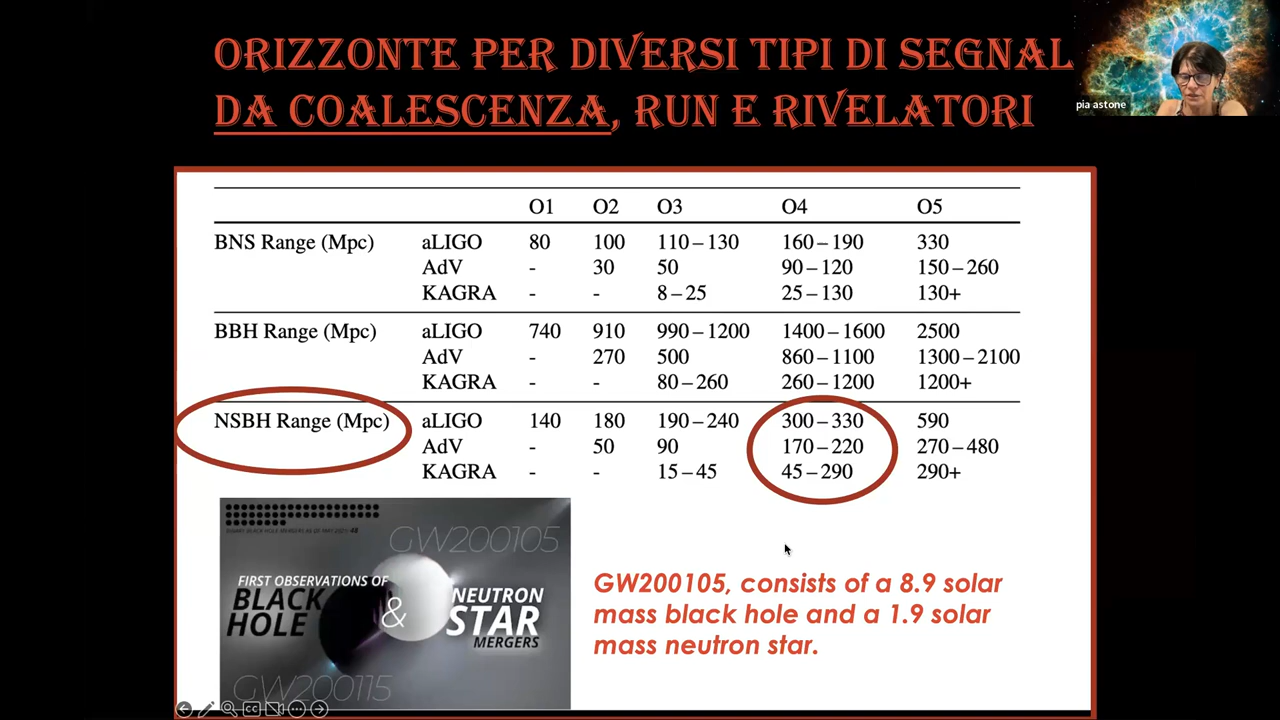 ORIZZONTE PER DIVERSI TIPI DI SEGNAL
DA COALESCENZA, RUN E RIVELATORI
pia astone
O1 O2 O3 O4 O5
BNS Range (Mpc) aLIGO 80 100 110–130 160–190 330
AdV - 30 50 90–120 150–260
KAGRA - - 8–25 25–130 130+
BBH Range (Mpc) aLIGO 740 910 990–1200 1400–1600 2500
AdV - 270 500 860–1100 1300–2100
KAGRA - - 80–260 260–1200 1200+
NSBH Range (Mpc) aLIGO 140 180 190–240 300–330 590
AdV - 50 90 170–220 270–480
KAGRA - - 15–45 45–290 290+
GW200105
FIRST OBSERVATIONS OF
BLACK HOLE
&
NEUTRON STAR
MERGERS
GW200115
CC
GW200105, consists of a 8.9 solar
mass black hole and a 1.9 solar
mass neutron star.